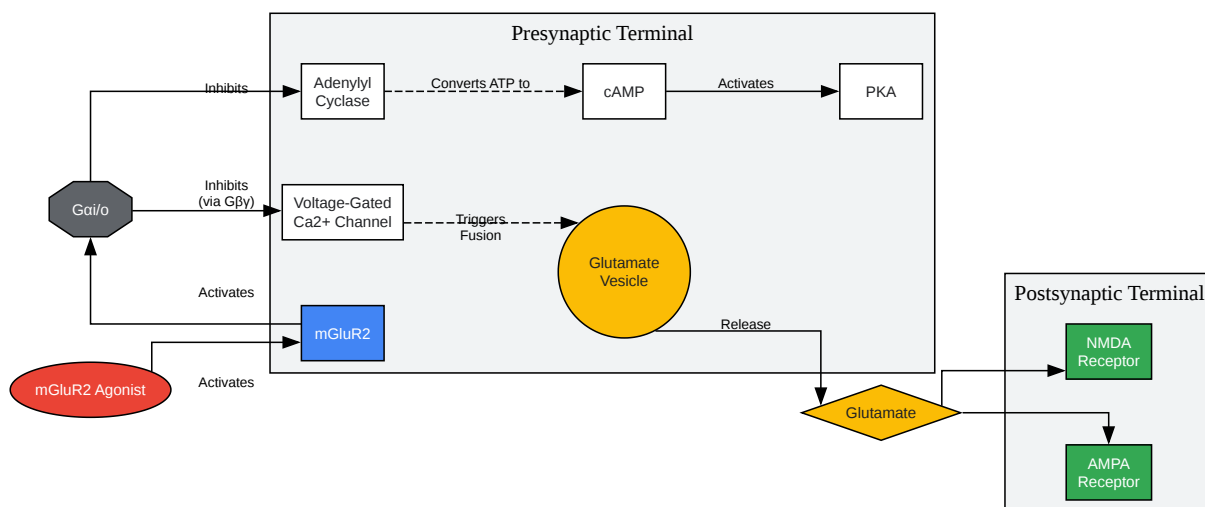 Presynaptic Terminal
Inhibits
Adenylyl
Cyclase
Converts ATP to
cAMP
Activates
PKA
Gαi/o
Inhibits
(via Gβγ)
Voltage-Gated
Ca2+ Channel
Triggers
Fusion
Glutamate
Vesicle
Activates
mGluR2
Release
mGluR2 Agonist
Activates
Glutamate
Postsynaptic Terminal
NMDA
Receptor
AMPA
Receptor